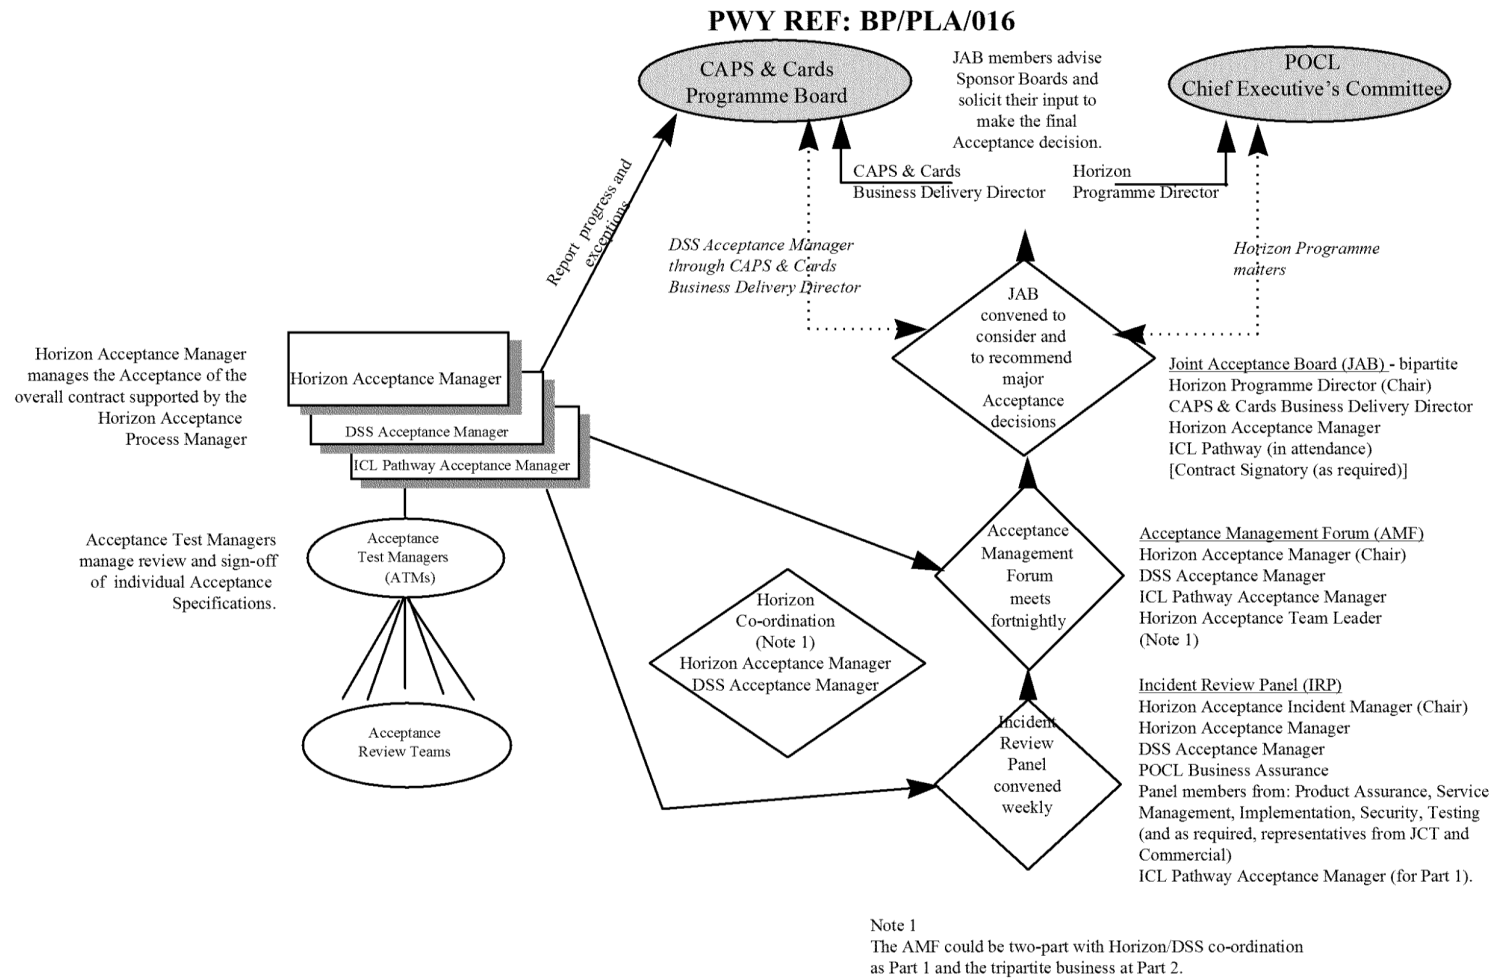 PWY REF: BP/PLA/016
CAPS & Cards
Programme Board
JAB members advise
Sponsor Boards and
solicit their input to
make the final
Acceptance decision.
POCL
Chief Executive's Committee
CAPS & Cards
Business Delivery Director
Horizon
Programme Director
Report progress and
exceptions
DSS Acceptance Manager
through CAPS & Cards
Business Delivery Director
Horizon Programme
matters
JAB
convened to
consider and
to recommend
major
Acceptance
decisions
Horizon Acceptance Manager
manages the Acceptance of the
overall contract supported by the
Horizon Acceptance
Process Manager
Horizon Acceptance Manager
DSS Acceptance Manager
ICL Pathway Acceptance Manager
Joint Acceptance Board (JAB) - bipartite
Horizon Programme Director (Chair)
CAPS & Cards Business Delivery Director
Horizon Acceptance Manager
ICL Pathway (in attendance)
[Contract Signatory (as required)]
Acceptance Test Managers
manage review and sign-off
of individual Acceptance
Specifications.
Acceptance
Test Managers
(ATMs)
Acceptance
Management
Forum
meets
fortnightly
Acceptance Management Forum (AMF)
Horizon Acceptance Manager (Chair)
DSS Acceptance Manager
ICL Pathway Acceptance Manager
Horizon Acceptance Team Leader
(Note 1)
Horizon
Co-ordination
(Note 1)
Horizon Acceptance Manager
DSS Acceptance Manager
Acceptance
Review Teams
Incident
Review
Panel
convened
weekly
Incident Review Panel (IRP)
Horizon Acceptance Incident Manager (Chair)
Horizon Acceptance Manager
DSS Acceptance Manager
POCL Business Assurance
Panel members from: Product Assurance, Service
Management, Implementation, Security, Testing
(and as required, representatives from JCT and
Commercial)
ICL Pathway Acceptance Manager (for Part 1).
Note 1
The AMF could be two-part with Horizon/DSS co-ordination
as Part 1 and the tripartite business at Part 2.